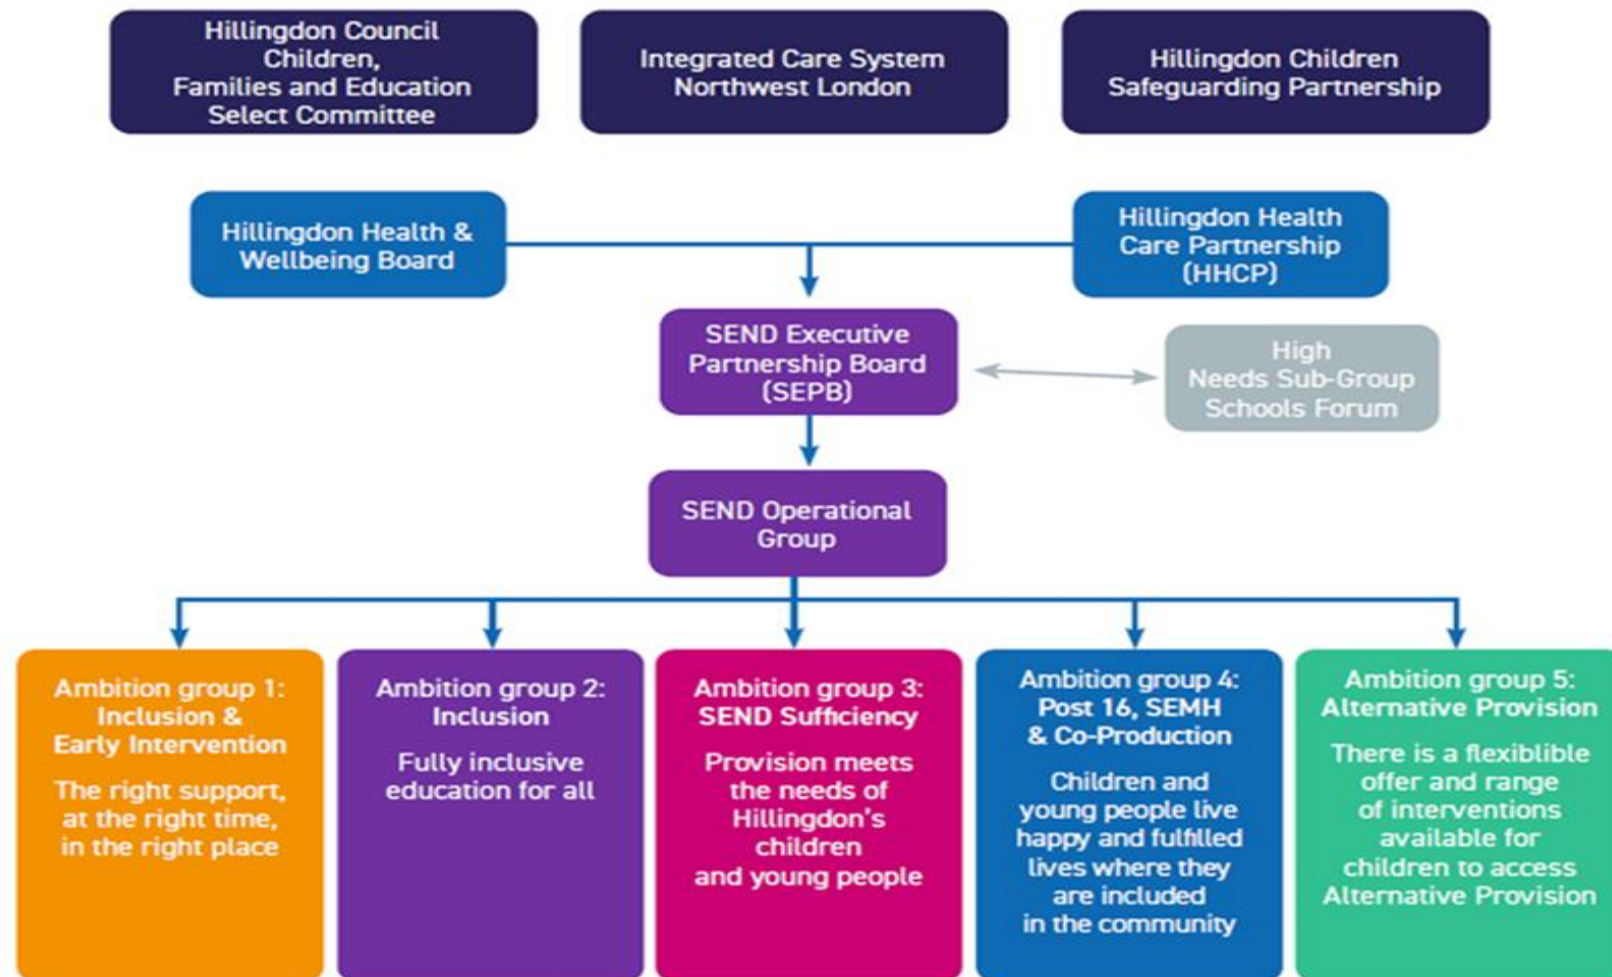 Hillingdon Council
Children,
Families and Education
Select Committee
Integrated Care System
Northwest London
Hillingdon Children
Safeguarding Partnership
Hillingdon Health &
Wellbeing Board
Hillingdon Health
Care Partnership
(HHCP)
SEND Executive
Partnership Board
(SEPB)
High
Needs Sub-Group
Schools Forum
SEND Operational
Group
Ambition group 1:
Inclusion &
Early Intervention
The right support,
at the right time,
in the right place
Ambition group 2:
Inclusion
Fully inclusive
education for all
Ambition group 3:
SEND Sufficiency
Provision meets
the needs of
Hillingdon's
children
and young people
Ambition group 4:
Post 16, SEMH
& Co-Production
Children and
young people live
happy and fulfilled
lives where they
are included
in the community
Ambition group 5:
Alternative Provision
There is a flexiblible
offer and range
of interventions
available for
children to access
Alternative Provision